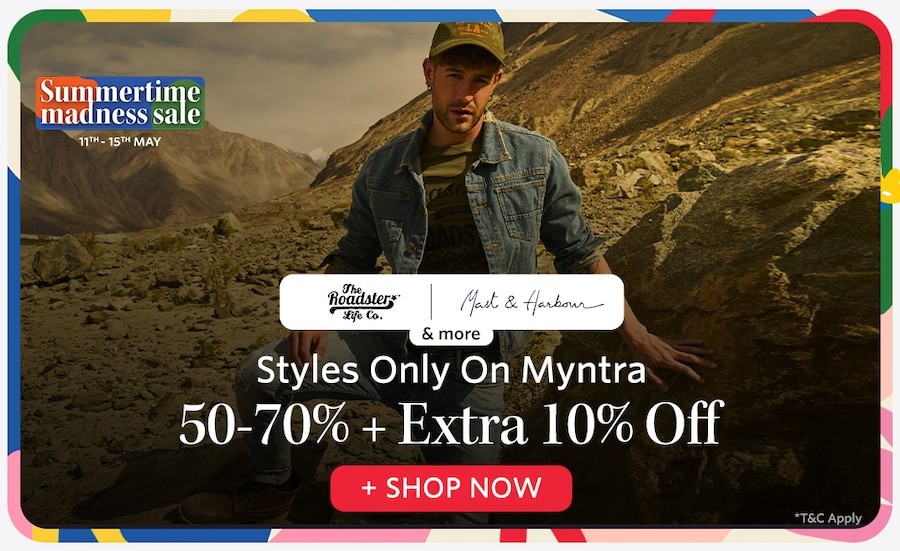 Summertime
madness sale
11TH - 15TH MAY
LA
The
Roadster
Life Co.
Mast & Harbour
& more
Styles Only On Myntra
50-70% + Extra 10% Off
+ SHOP NOW
*T&C Apply